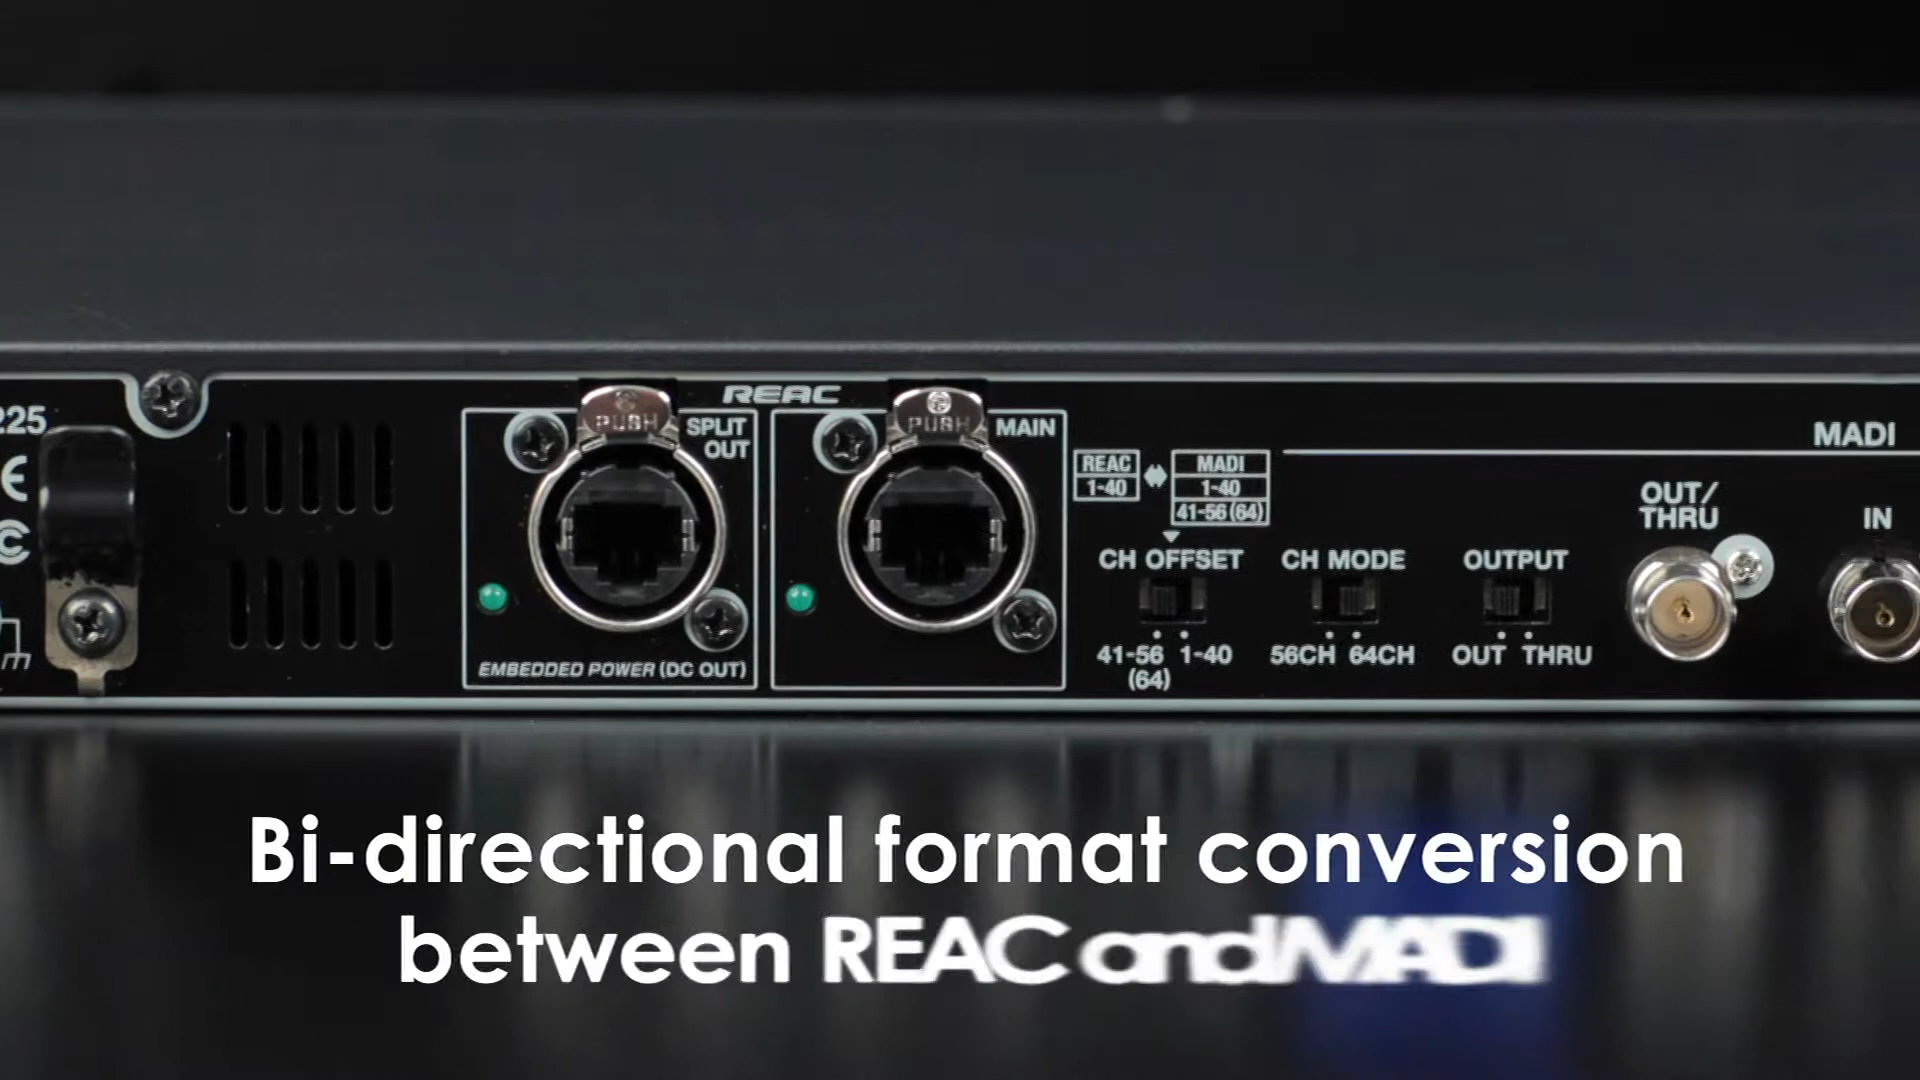 225
REAC
PUSH
SPLIT
OUT
EMBEDDED POWER (DC OUT)
PUSH
MAIN
REAC
1-40
MADI
1-40
41-56 (64)
CH OFFSET
41-56 1-40
(64)
CH MODE
56CH 64CH
OUTPUT
OUT THRU
MADI
OUT/
THRU
IN
Bi-directional format conversion
between REAC and MADI